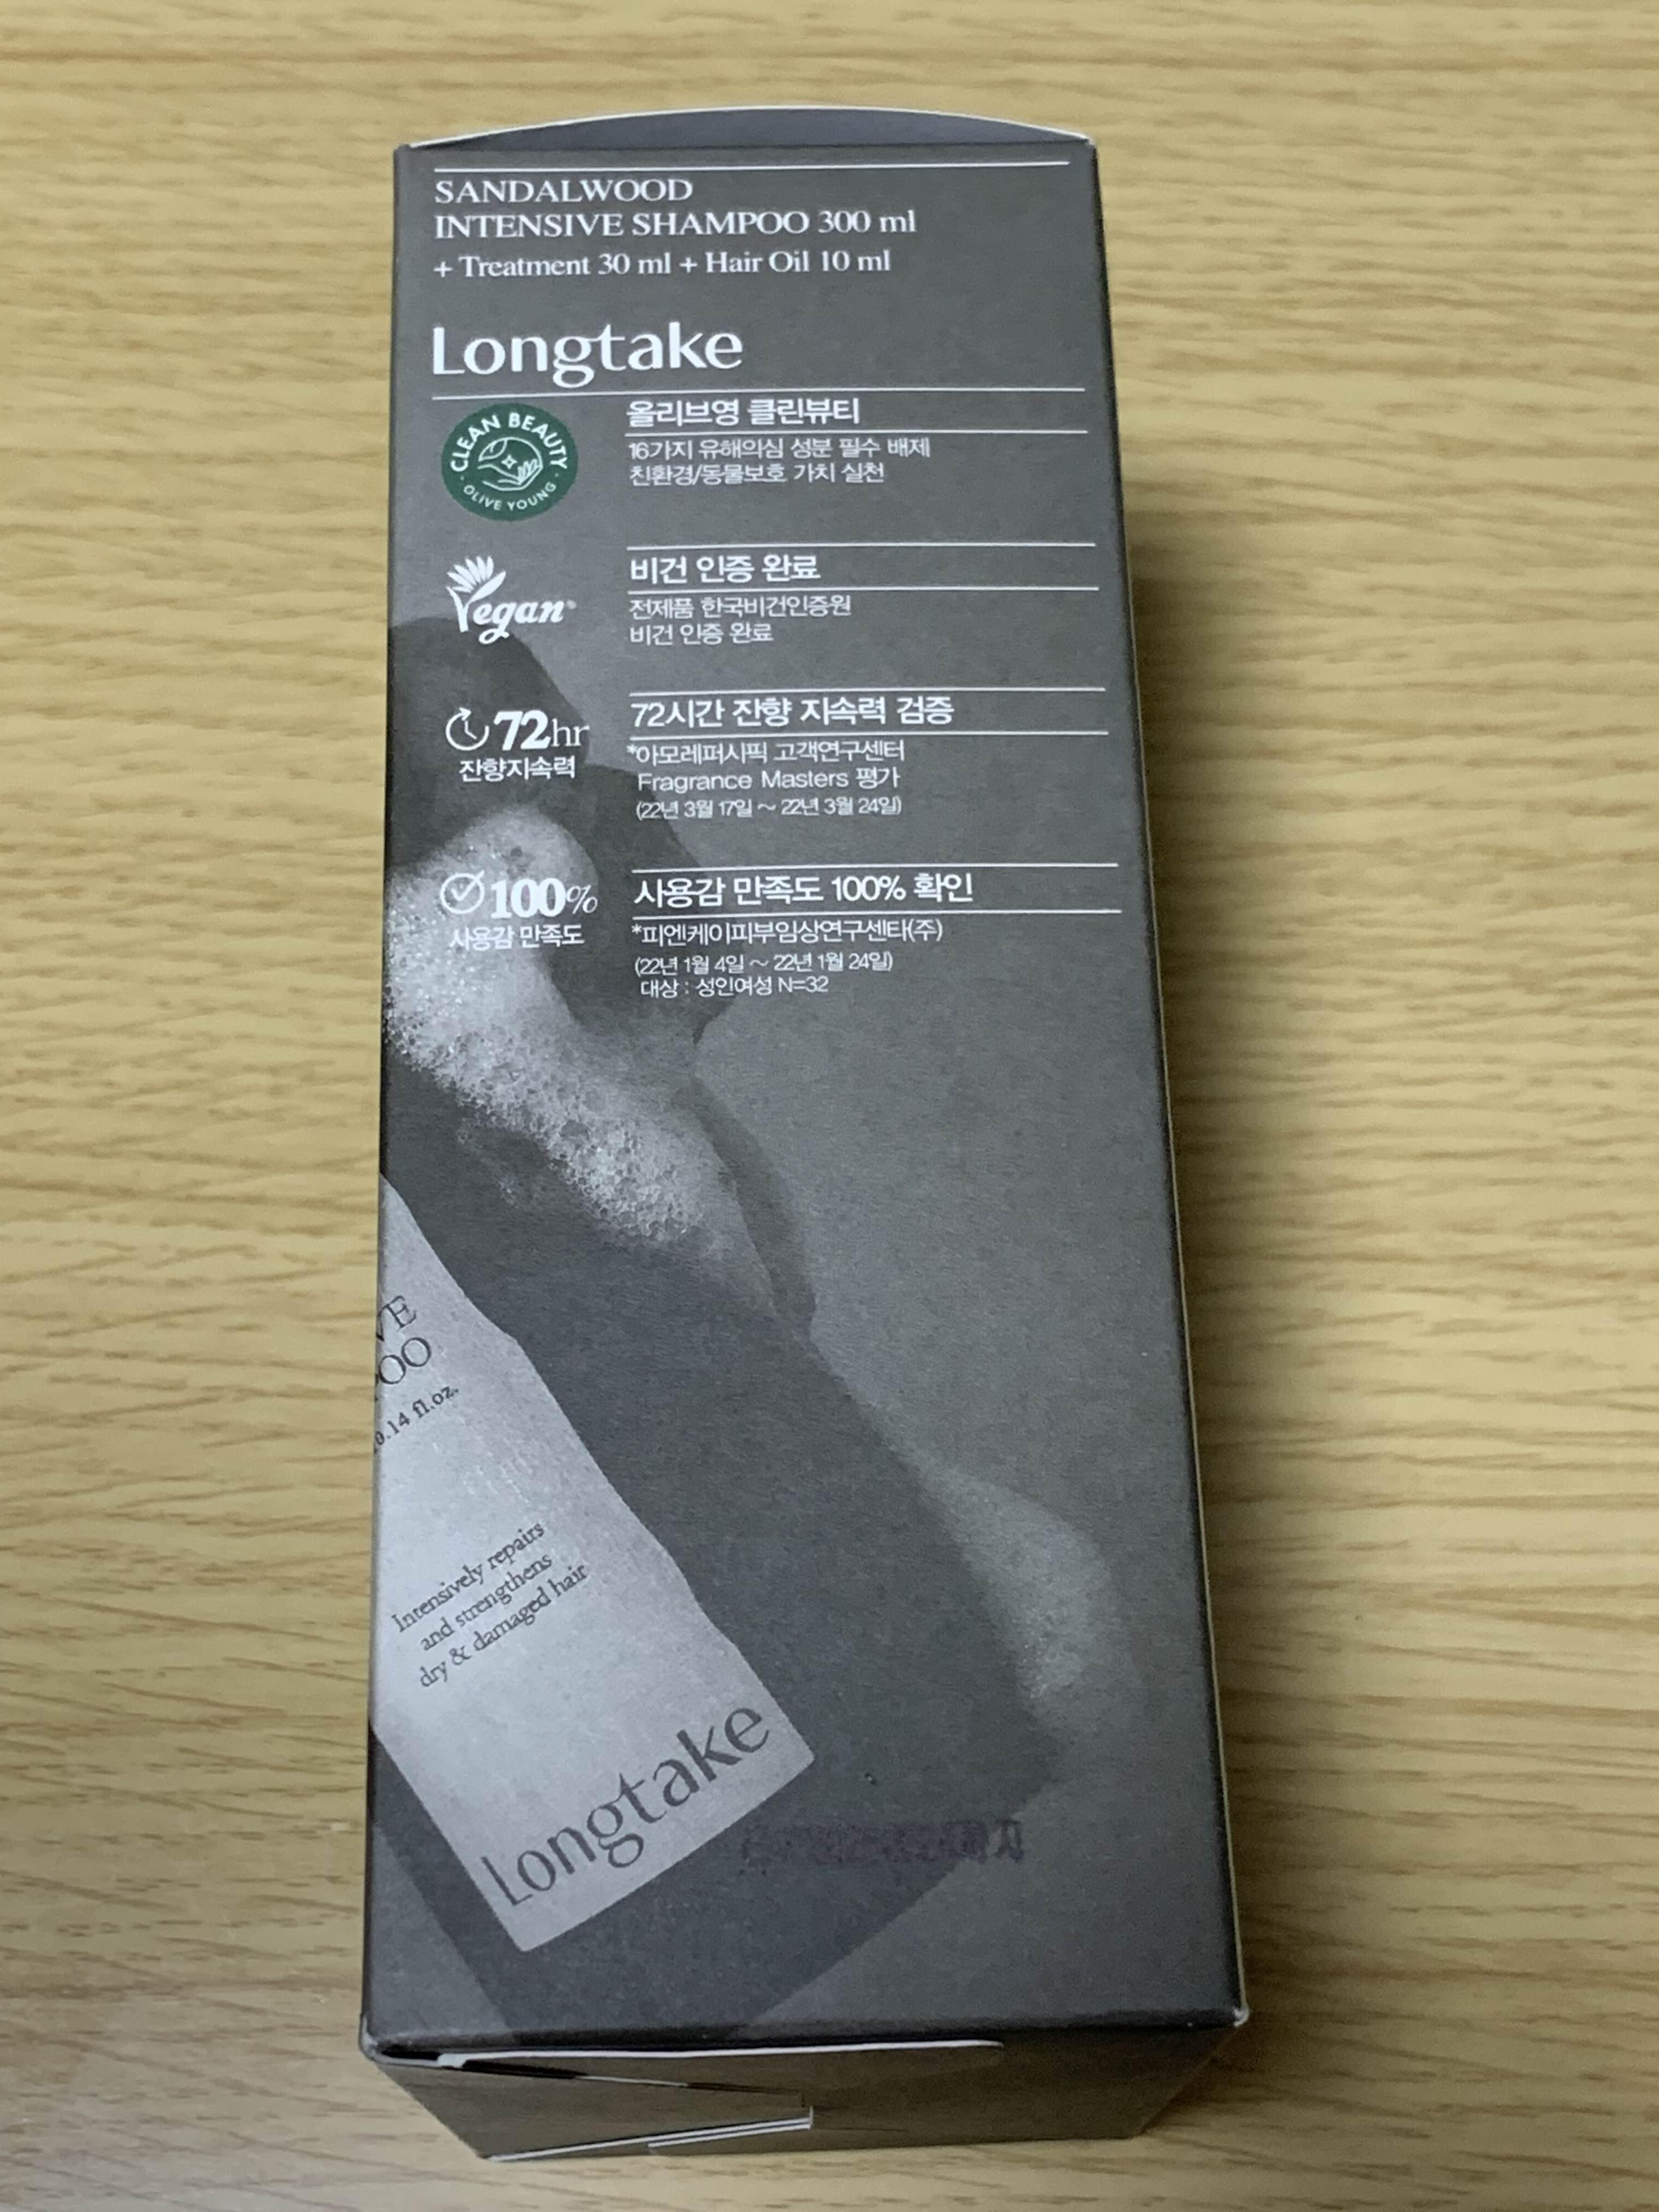 SANDALWOOD
INTENSIVE SHAMPOO 300 ml
+ Treatment 30 ml + Hair Oil 10 ml
Longtake
CLEAN BEAUTY
OLIVE YOUNG
올리브영 클린뷰티
16가지 유해의심 성분 필수 배제
친환경/동물보호 가치 실천
Vegan
비건 인증 완료
전제품 한국비건인증원
비건 인증 완료
72hr
잔향지속력
72시간 잔향 지속력 검증
*아모레퍼시픽 고객연구센터
Fragrance Masters 평가
(22년 3월 17일 ~ 22년 3월 24일)
100%
사용감 만족도
사용감 만족도 100% 확인
*피엔케이피부임상연구센타(주)
(22년 1월 4일 ~ 22년 1월 24일)
대상 : 성인여성 N=32
VE
OO
0.14 fl.oz.
Intensively repairs
and strengthens
dry & damaged hair
Longtake